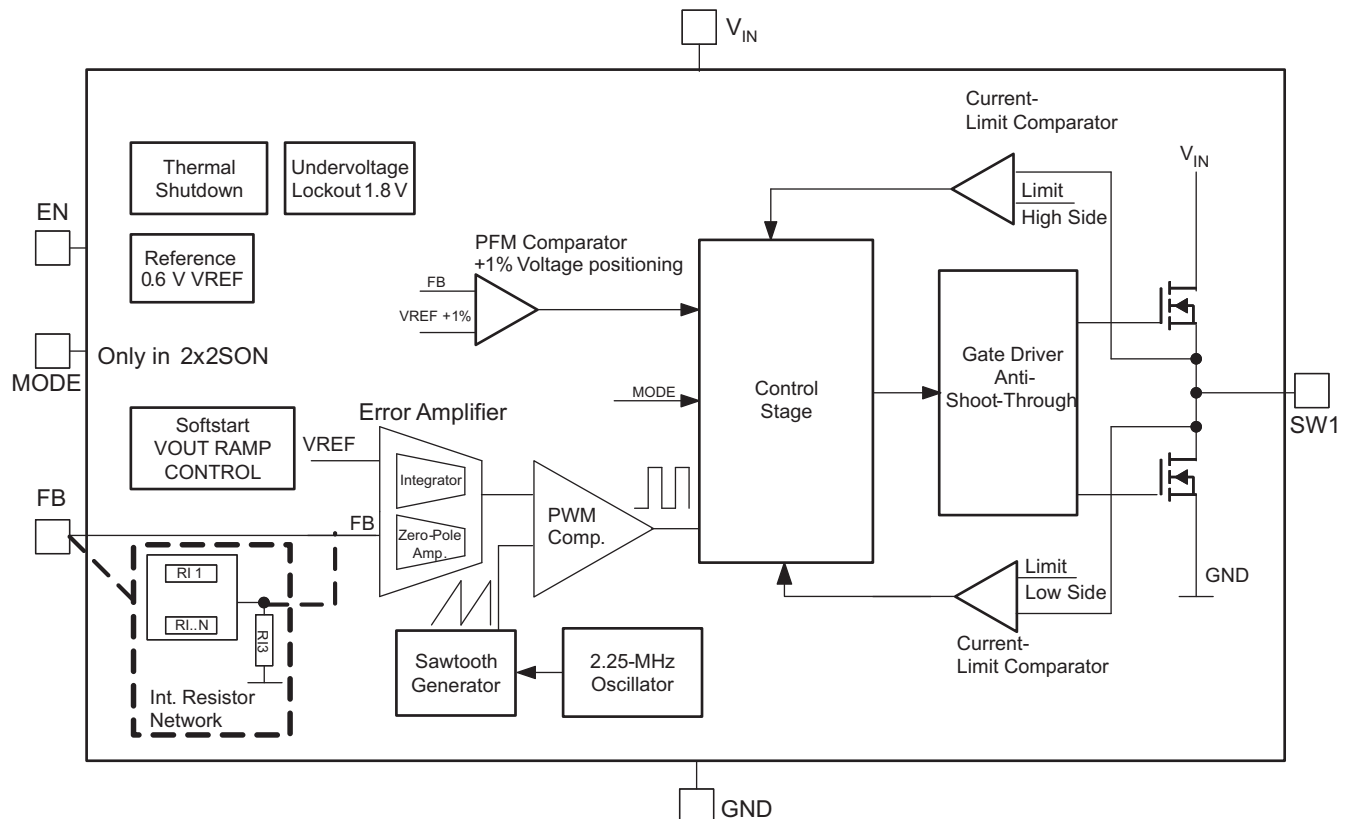 VIN
Current-
Limit Comparator
Thermal
Shutdown
Undervoltage
Lockout 1.8 V
VIN
Limit
High Side
EN
Reference
0.6 V VREF
PFM Comparator
+1% Voltage positioning
FB
VREF +1%
MODE
Only in 2x2SON
Gate Driver
Anti-
Shoot-Through
Control
Stage
MODE
SW1
Softstart
VOUT RAMP
CONTROL
Error Amplifier
VREF
Integrator
FB
FB
Zero-Pole
Amp.
PWM
Comp.
RI 1
RI..N
RI3
Int. Resistor
Network
Sawtooth
Generator
2.25-MHz
Oscillator
Limit
Low Side
GND
Current-
Limit Comparator
GND